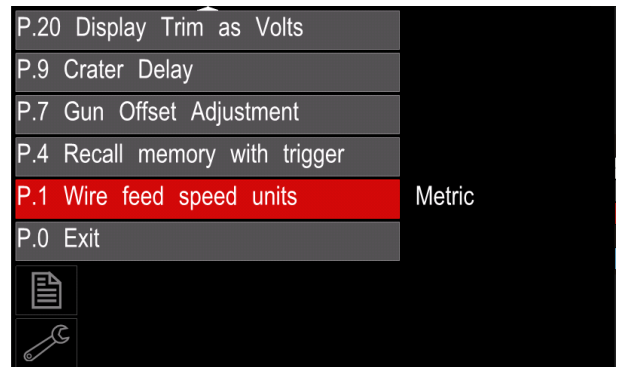 P.20 Display Trim as Volts
P.9 Crater Delay
P.7 Gun Offset Adjustment
P.4 Recall memory with trigger
P.1 Wire feed speed units Metric
P.0 Exit